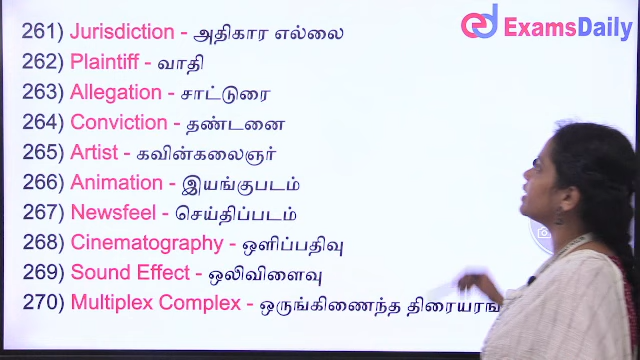 ExamsDaily
261) Jurisdiction - அதிகார எல்லை
262) Plaintiff - வாதி
263) Allegation - சாட்டுரை
264) Conviction - தண்டனை
265) Artist - கவின்கலைஞர்
266) Animation - இயங்குபடம்
267) Newsfeel - செய்திப்படம்
268) Cinematography - ஒளிப்பதிவு
269) Sound Effect - ஒலிவிளைவு
270) Multiplex Complex - ஒருங்கிணைந்த